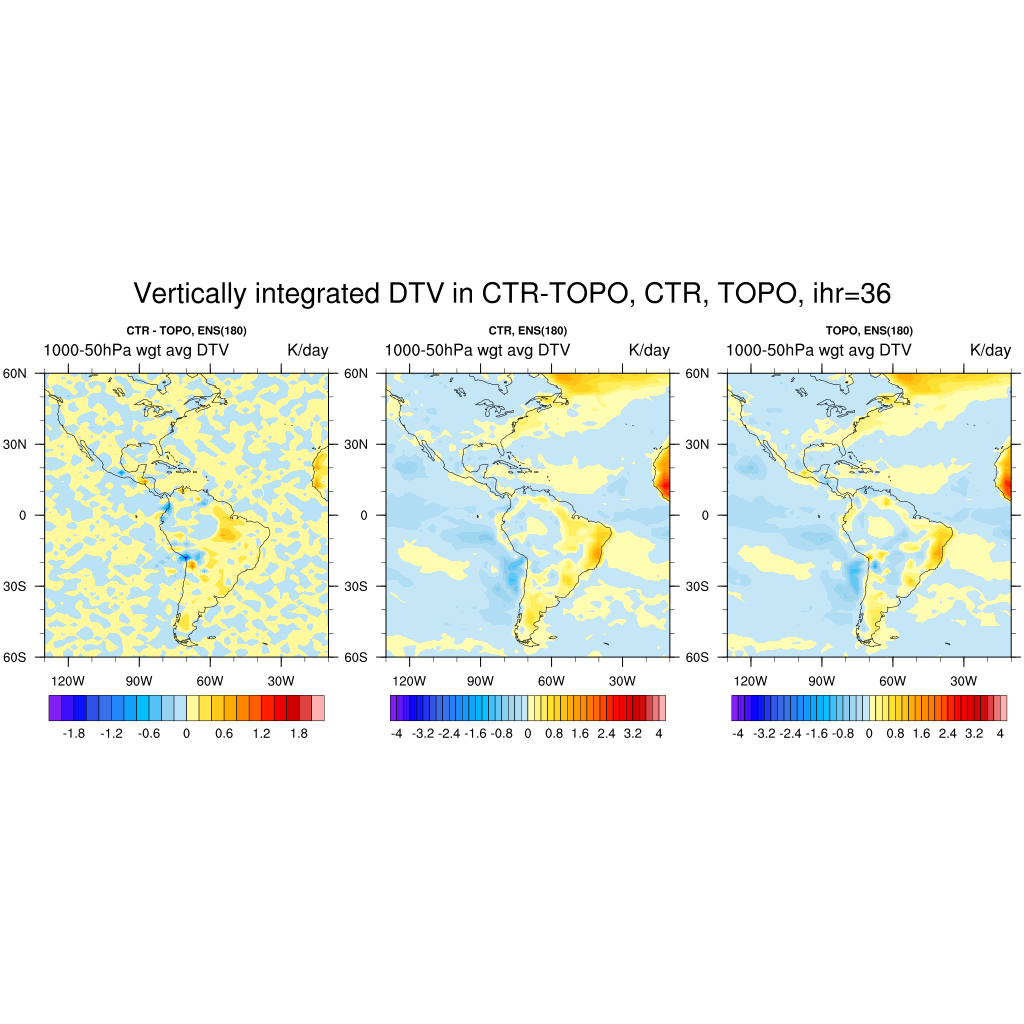 Vertically integrated DTV in CTR-TOPO, CTR, TOPO, ihr=36
CTR - TOPO, ENS(180)
1000-50hPa wgt avg DTV K/day
60N
30N
0
30S
60S
120W 90W 60W 30W
-1.8 -1.2 -0.6 0 0.6 1.2 1.8
CTR, ENS(180)
1000-50hPa wgt avg DTV K/day
60N
30N
0
30S
60S
120W 90W 60W 30W
-4 -3.2 -2.4 -1.6 -0.8 0 0.8 1.6 2.4 3.2 4
TOPO, ENS(180)
1000-50hPa wgt avg DTV K/day
60N
30N
0
30S
60S
120W 90W 60W 30W
-4 -3.2 -2.4 -1.6 -0.8 0 0.8 1.6 2.4 3.2 4